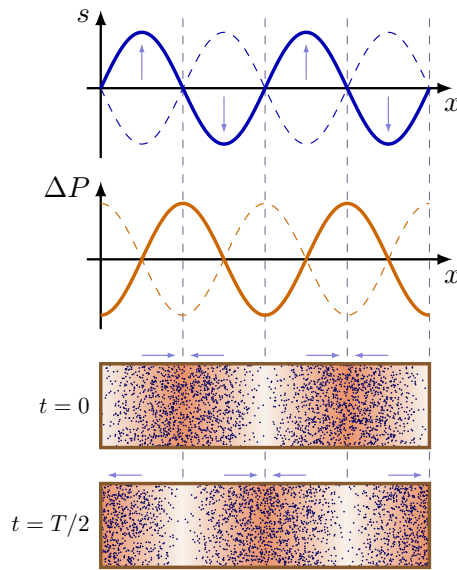 s
x
ΔP
x
t = 0
t = T/2